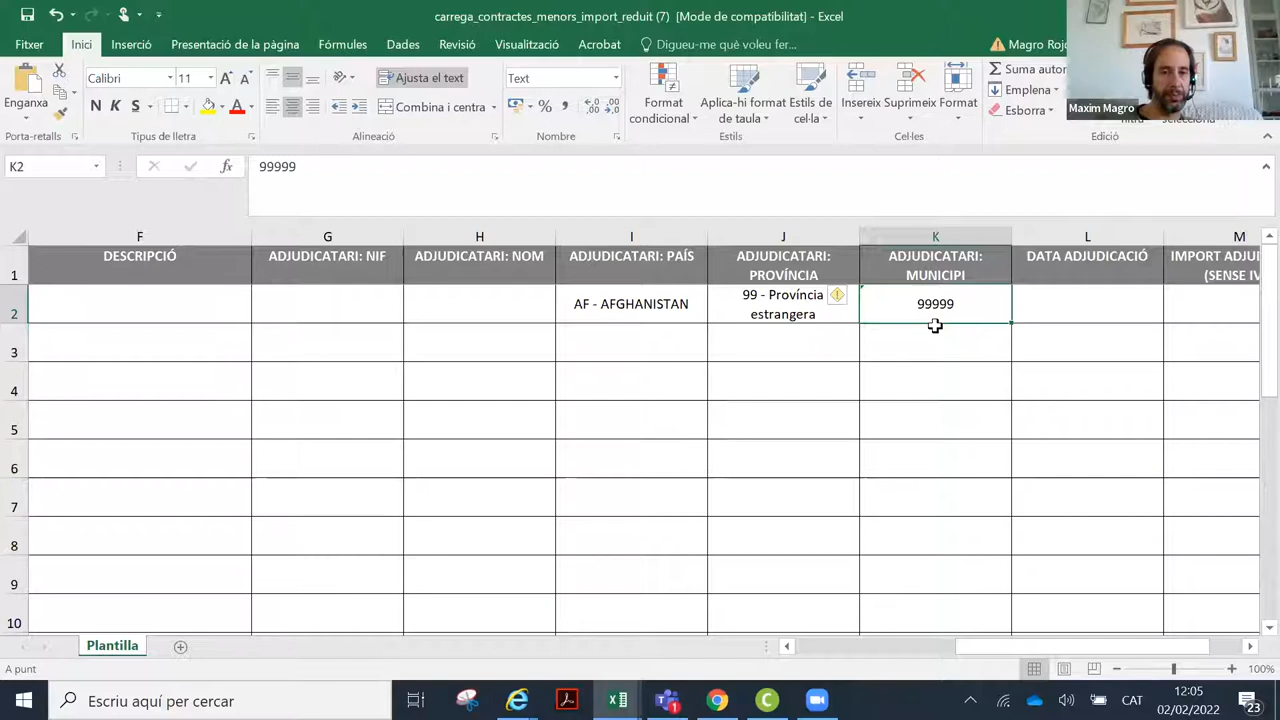 carrega_contractes_menors_import_reduit (7) [Mode de compatibilitat] - Excel
Fitxer Inici Inserció Presentació de la pàgina Fórmules Dades Revisió Visualització Acrobat Digueu-me què voleu fer... Magro Rojo
Maxim Magro
Enganxa
Calibri 11
N K S
Ajusta el text
Combina i centra
Text
Format condicional
Aplica-hi format de taula
Estils de cel·la
Insereix Suprimeix Format
Suma autor
Emplena
Esborra
Porta-retalls Tipus de lletra Alineació Nombre Estils Cel·les Edició
K2 99999
F G H I J K L M
1 DESCRIPCIÓ ADJUDICATARI: NIF ADJUDICATARI: NOM ADJUDICATARI: PAÍS ADJUDICATARI: PROVÍNCIA ADJUDICATARI: MUNICIPI DATA ADJUDICACIÓ IMPORT ADJUI (SENSE IV
2 AF - AFGHANISTAN 99 - Província estrangera 99999
3
4
5
6
7
8
9
10
Plantilla
A punt 100%
Escriu aquí per cercar
CAT
12:05
02/02/2022
23